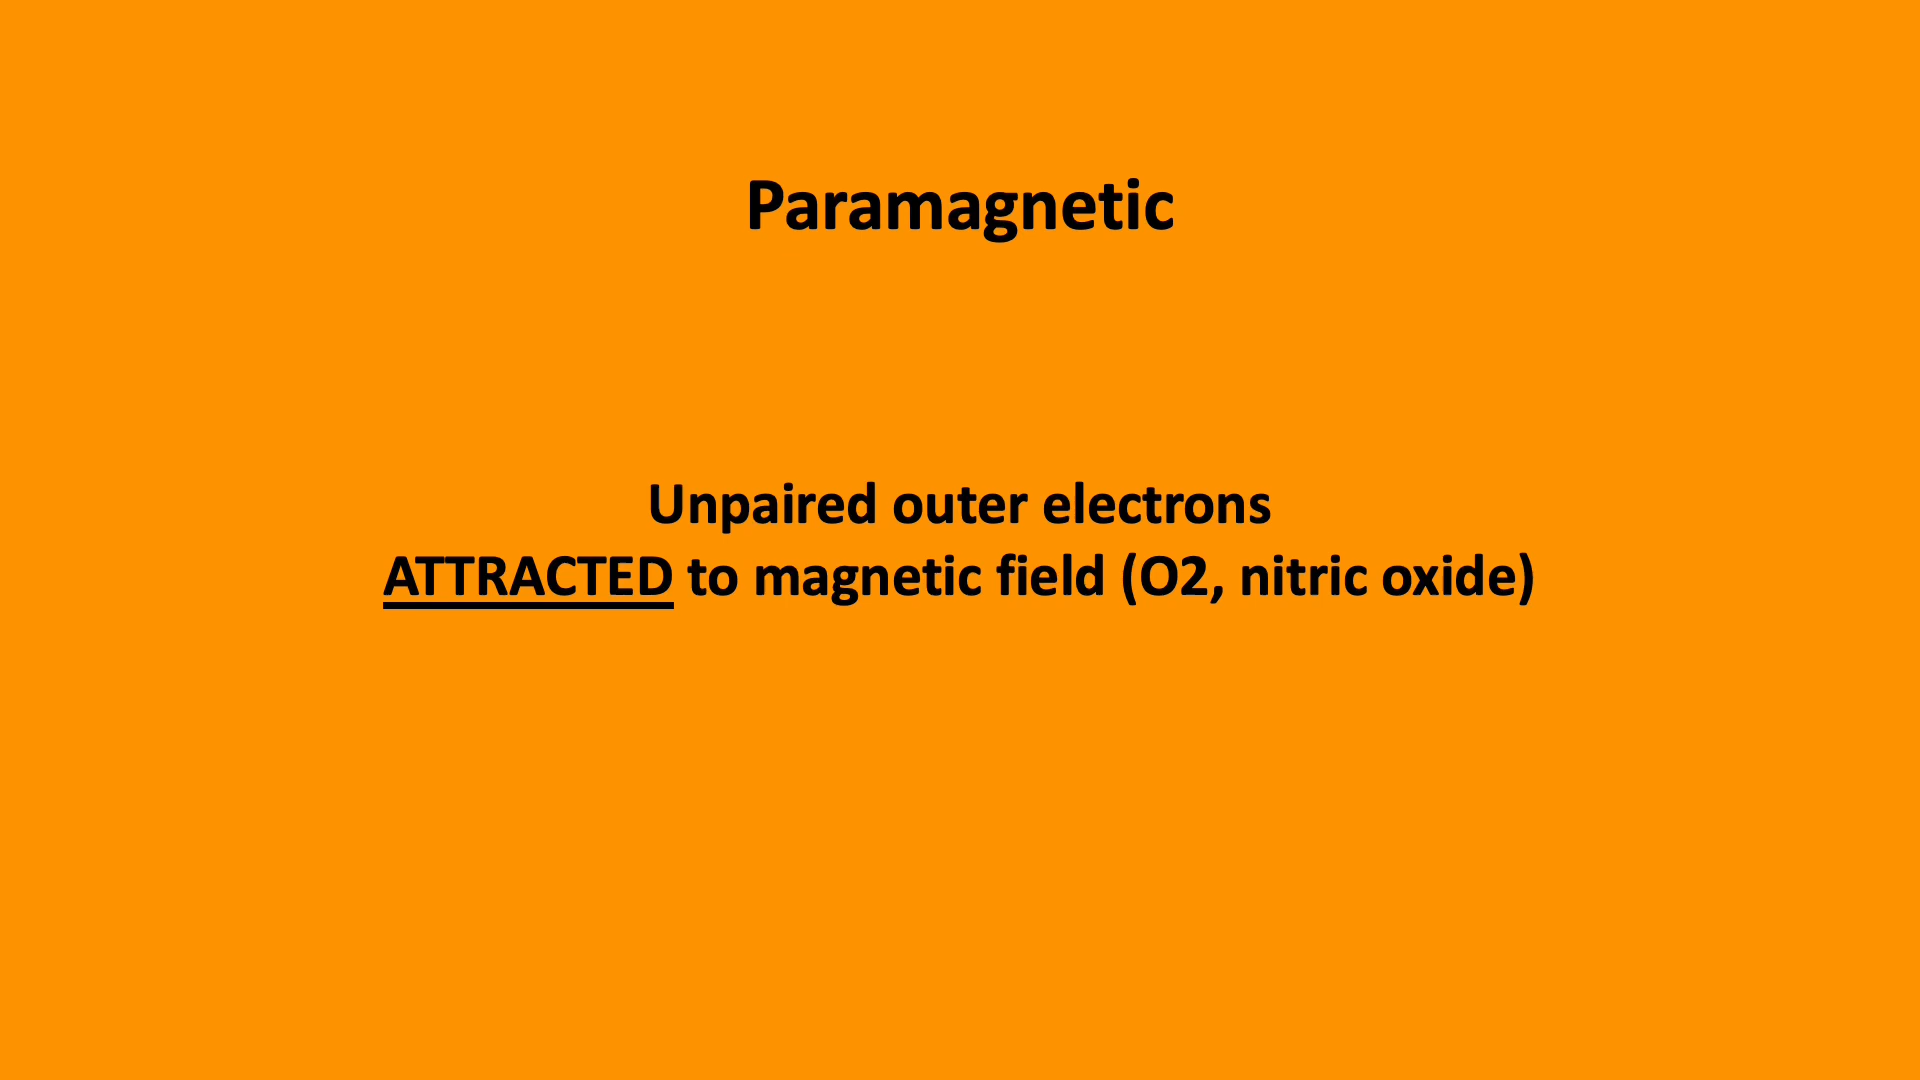 Paramagnetic
Unpaired outer electrons
ATTRACTED to magnetic field (O2, nitric oxide)